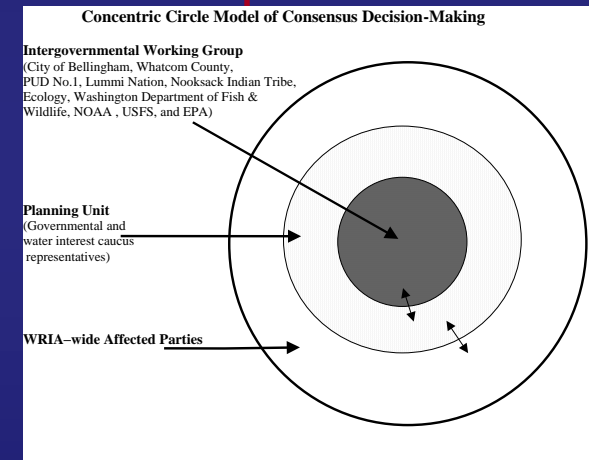 Concentric Circle Model of Consensus Decision-Making
Intergovernmental Working Group
(City of Bellingham, Whatcom County,
PUD No.1, Lummi Nation, Nooksack Indian Tribe,
Ecology, Washington Department of Fish &
Wildlife, NOAA , USFS, and EPA)
Planning Unit
(Governmental and
water interest caucus
representatives)
WRIA–wide Affected Parties